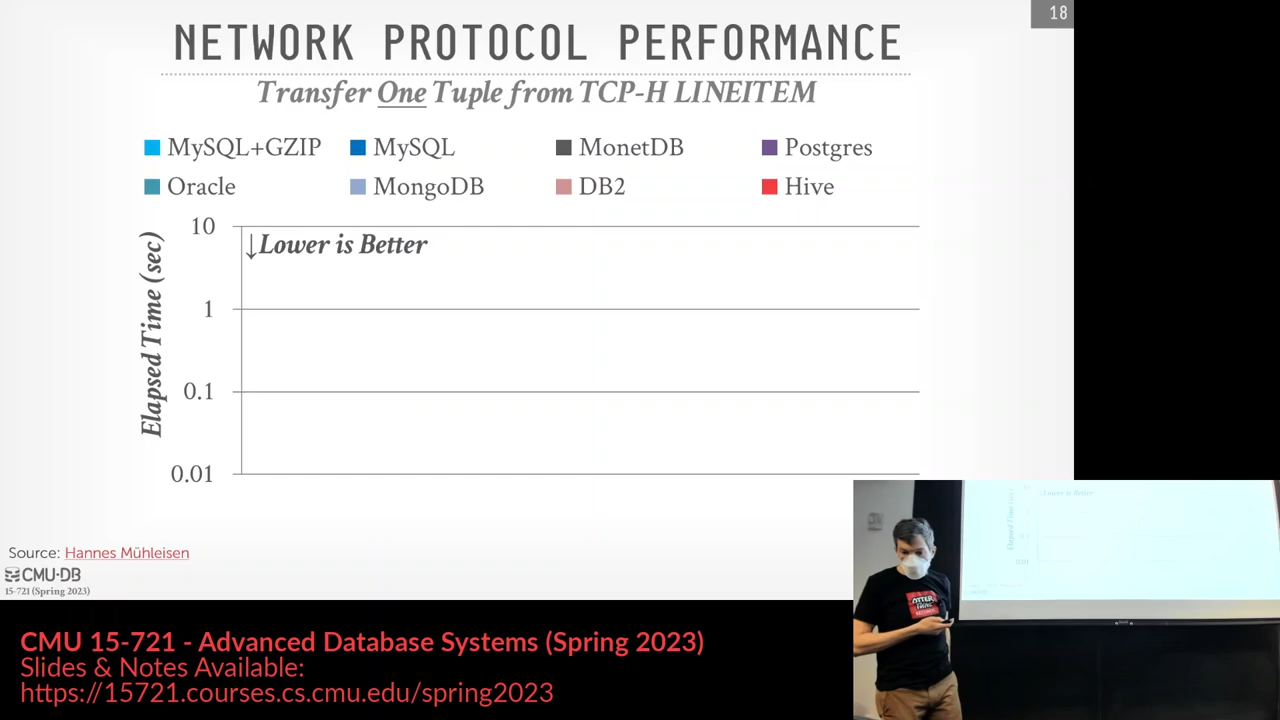 18
NETWORK PROTOCOL PERFORMANCE
Transfer One Tuple from TCP-H LINEITEM
MySQL+GZIP MySQL MonetDB Postgres
Oracle MongoDB DB2 Hive
Elapsed Time (sec)
10
↓Lower is Better
1
0.1
0.01
Source: Hannes Mühleisen
CMU·DB
15-721 (Spring 2023)
CMU 15-721 - Advanced Database Systems (Spring 2023)
Slides & Notes Available:
https://15721.courses.cs.cmu.edu/spring2023